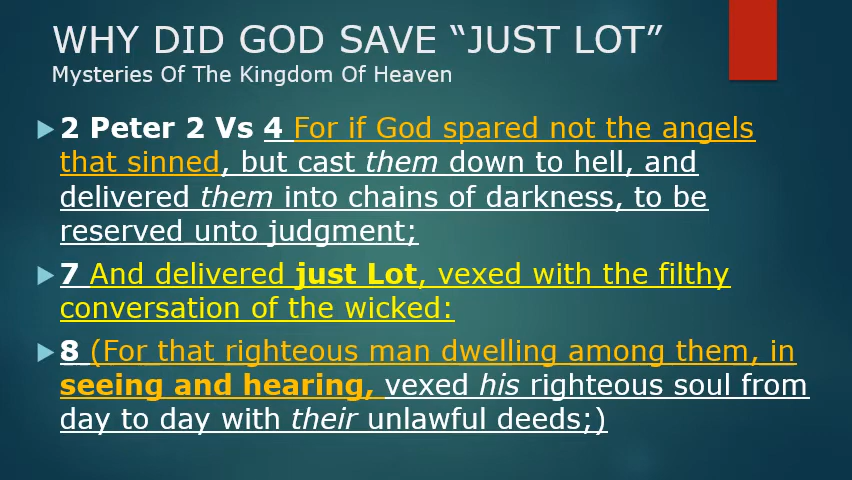 WHY DID GOD SAVE “JUST LOT”
Mysteries Of The Kingdom Of Heaven
2 Peter 2 Vs 4 For if God spared not the angels
that sinned, but cast them down to hell, and
delivered them into chains of darkness, to be
reserved unto judgment;
7 And delivered just Lot, vexed with the filthy
conversation of the wicked:
8 (For that righteous man dwelling among them, in
seeing and hearing, vexed his righteous soul from
day to day with their unlawful deeds;)